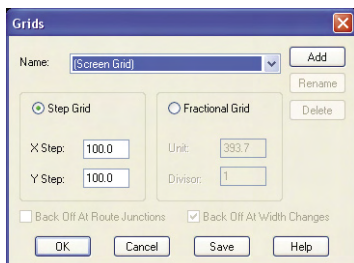 Grids
Name: (Screen Grid) Add
Rename
Step Grid Fractional Grid Delete
X Step: 100.0 Unit: 393.7
Y Step: 100.0 Divisor: 1
Back Off At Route Junctions Back Off At Width Changes
OK Cancel Save Help